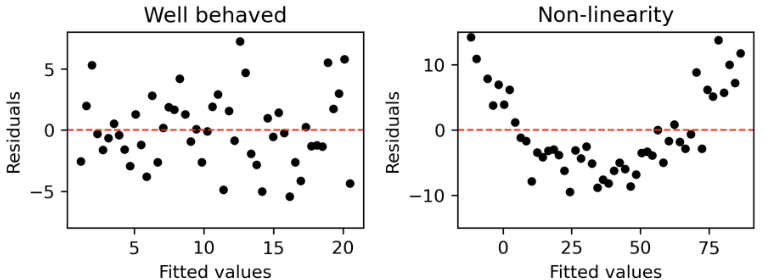 Well behaved
Residuals
5
0
−5
5
10
15
20
Fitted values
Non-linearity
Residuals
10
0
−10
0
25
50
75
Fitted values